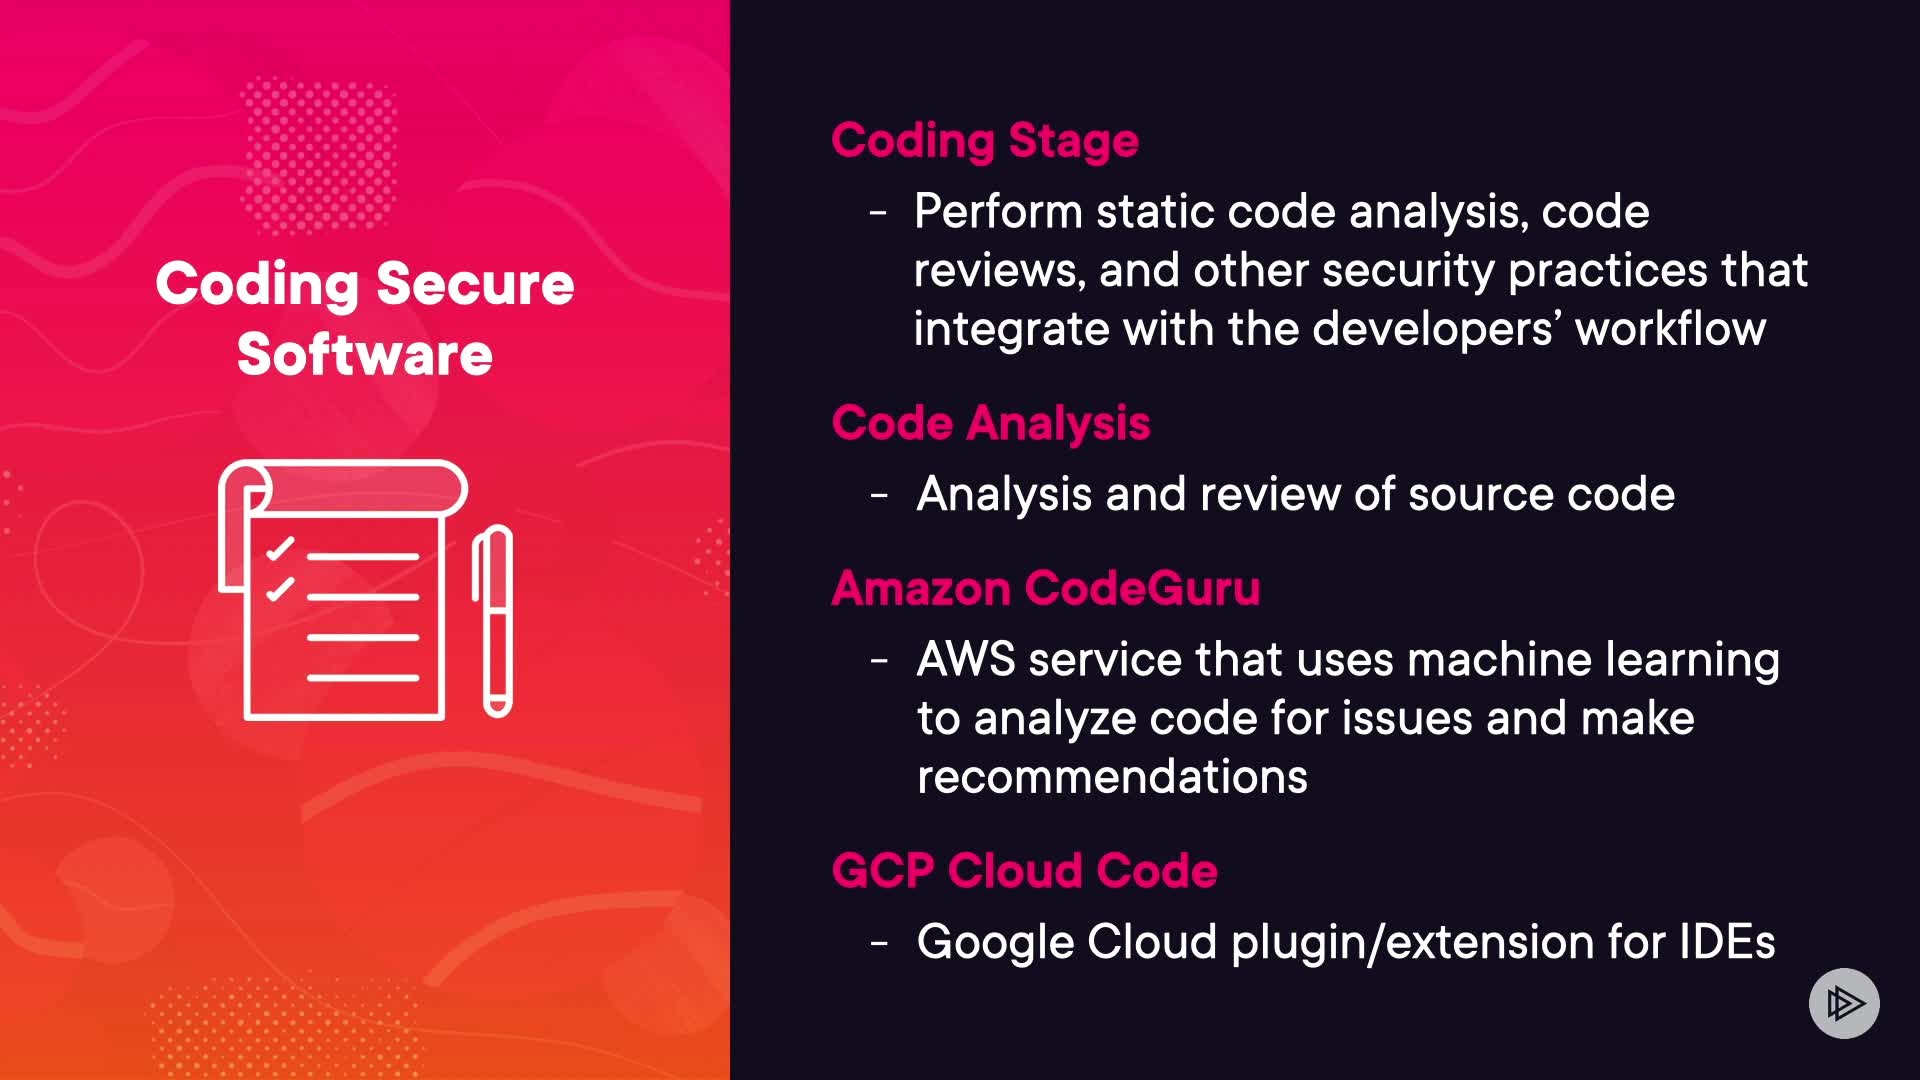 Coding Secure
Software
Coding Stage
- Perform static code analysis, code
reviews, and other security practices that
integrate with the developers’ workflow
Code Analysis
- Analysis and review of source code
Amazon CodeGuru
- AWS service that uses machine learning
to analyze code for issues and make
recommendations
GCP Cloud Code
- Google Cloud plugin/extension for IDEs